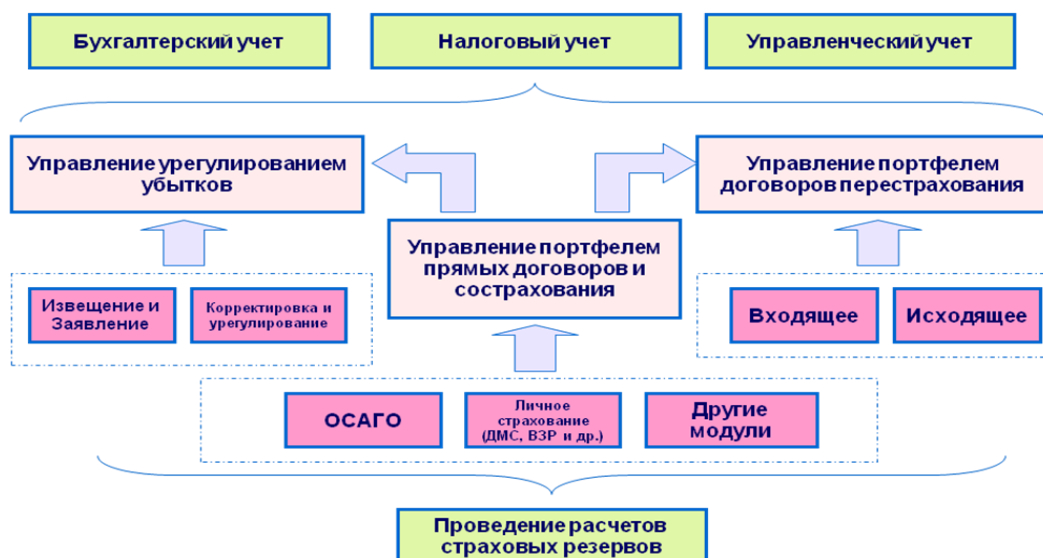 Бухгалтерский учет
Налоговый учет
Управленческий учет
Управление урегулированием
убытков
Управление портфелем
договоров перестрахования
Управление портфелем
прямых договоров и
сострахования
Извещение и
Заявление
Корректировка и
урегулирование
Входящее
Исходящее
ОСАГО
Личное
страхование
(ДМС, ВЗР и др.)
Другие
модули
Проведение расчетов
страховых резервов